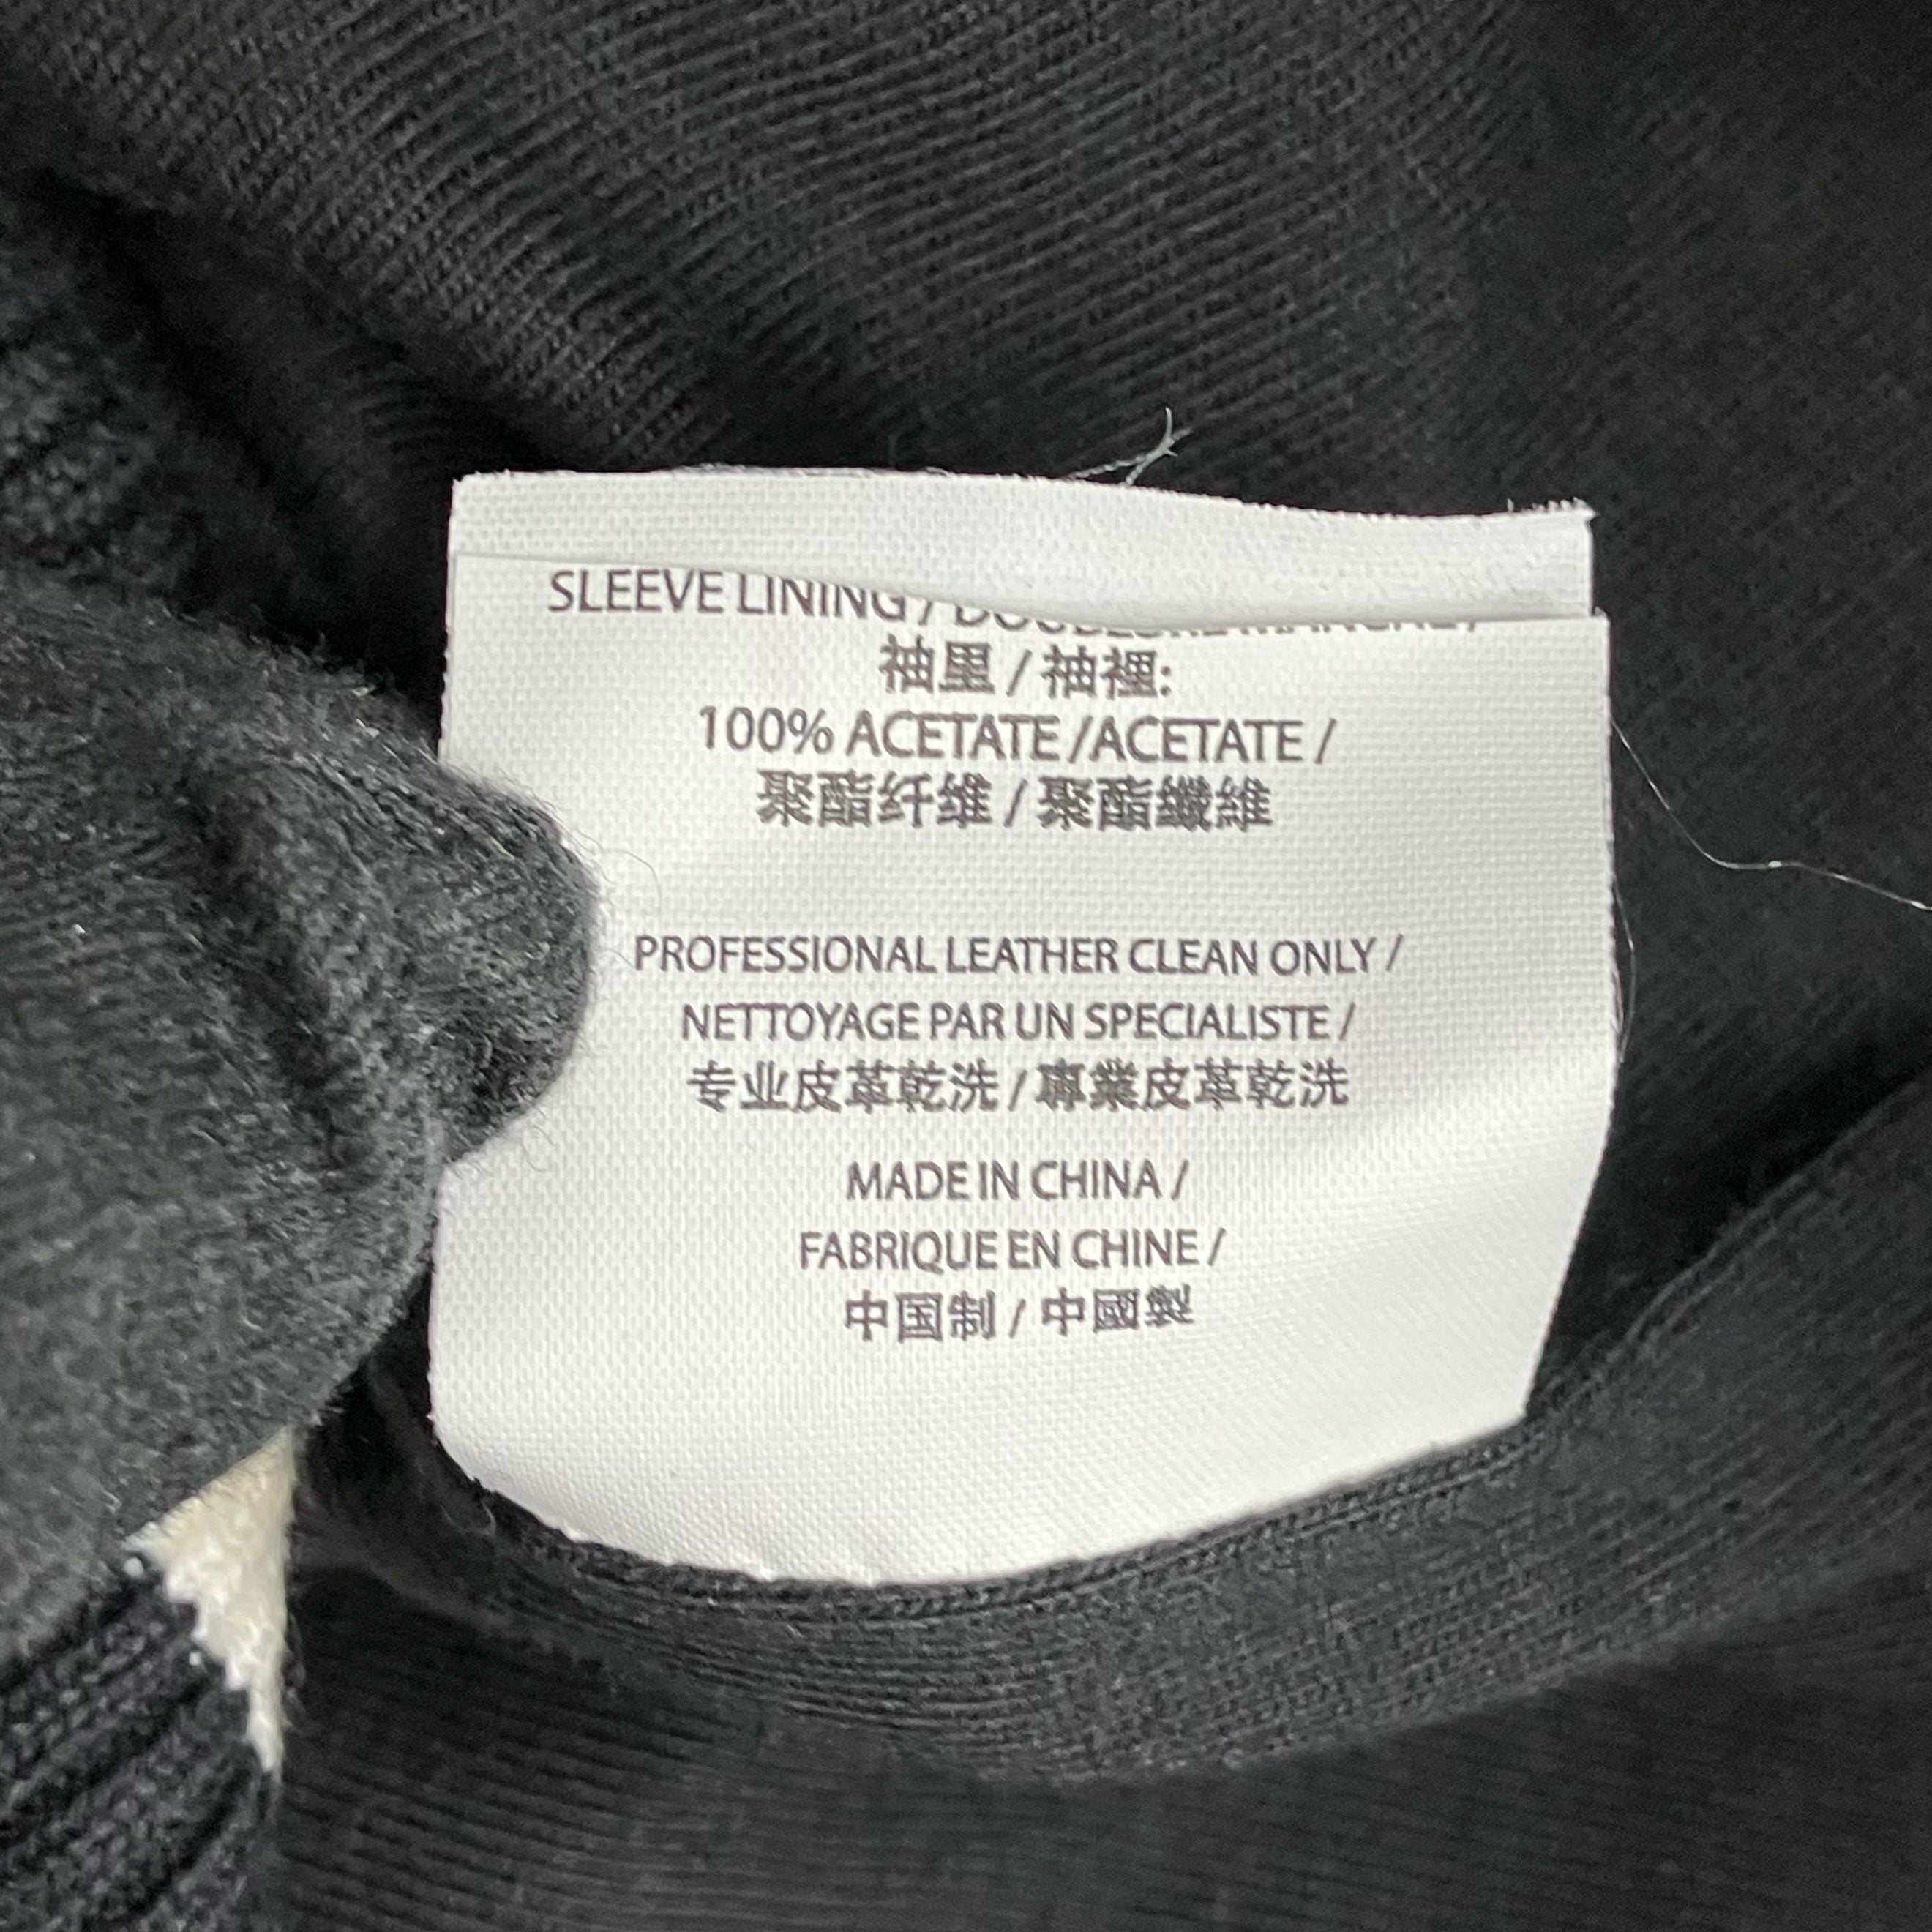 SLEEVE LINING / DOUBLURE MANCHE /
袖里 / 袖裡:
100% ACETATE /ACETATE /
聚酯纤维 / 聚酯纖維
PROFESSIONAL LEATHER CLEAN ONLY /
NETTOYAGE PAR UN SPECIALISTE /
专业皮革乾洗 / 專業皮革乾洗
MADE IN CHINA /
FABRIQUE EN CHINE /
中国制 / 中國製